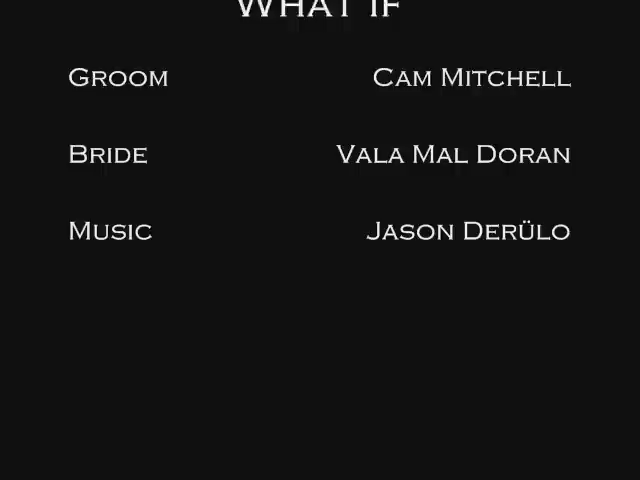 WHAT IF
GROOM CAM MITCHELL
BRIDE VALA MAL DORAN
MUSIC JASON DERÜLO